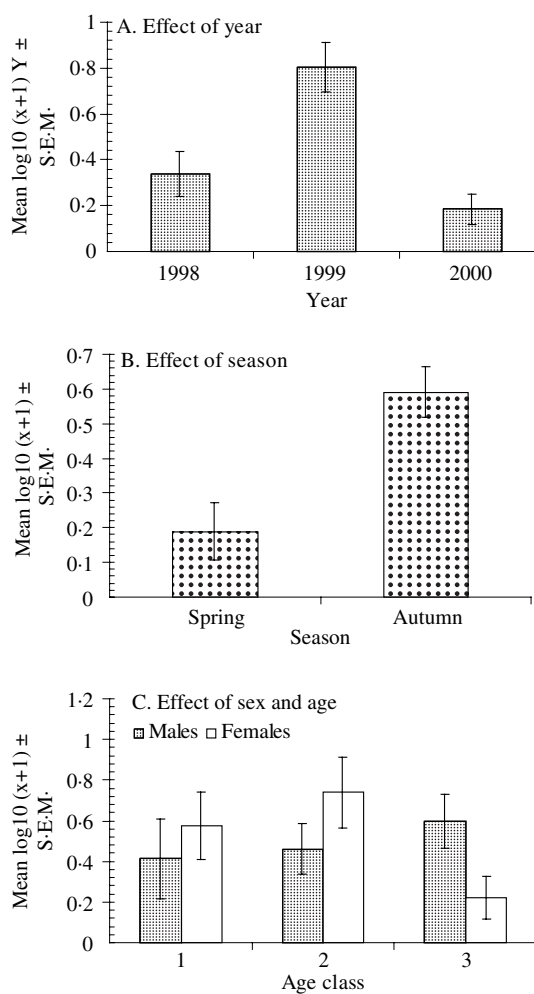 A. Effect of year
Mean log10 (x+1) Y ±
S·E·M·
1
0·8
0·6
0·4
0·2
0
1998 1999 2000
Year
B. Effect of season
Mean log10 (x+1) ±
S·E·M·
0·7
0·6
0·5
0·4
0·3
0·2
0·1
0
Spring Autumn
Season
C. Effect of sex and age
Males Females
Mean log10 (x+1) ±
S·E·M·
1·2
1
0·8
0·6
0·4
0·2
0
1 2 3
Age class